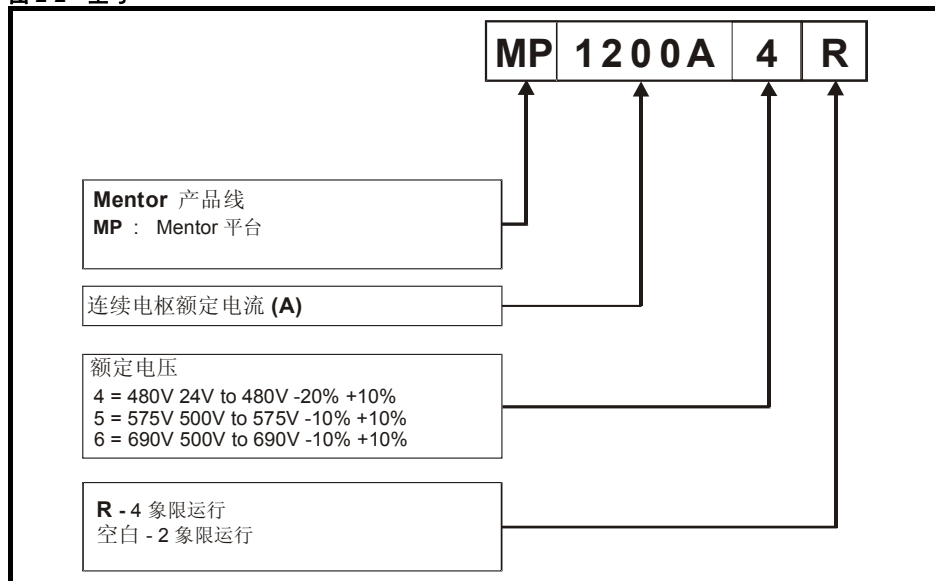 MP 1200A 4 R
Mentor 产品线
MP : Mentor 平台
连续电枢额定电流 (A)
额定电压
4 = 480V 24V to 480V -20% +10%
5 = 575V 500V to 575V -10% +10%
6 = 690V 500V to 690V -10% +10%
R - 4 象限运行
空白 - 2 象限运行